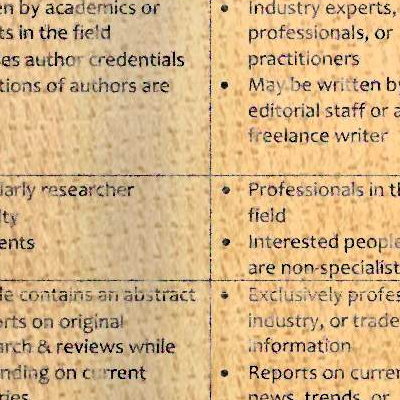 en by academics or
ts in the field
ses author credentials
tions of authors are
Industry experts,
professionals, or
practitioners
May be written by
editorial staff or a
freelance writer
larly researcher
lty
ents
Professionals in th
field
Interested people
are non-specialist
le contains an abstract
orts on original
arch & reviews while
nding on current
ries
Exclusively profes
industry, or trade
information
Reports on curren
news, trends, or